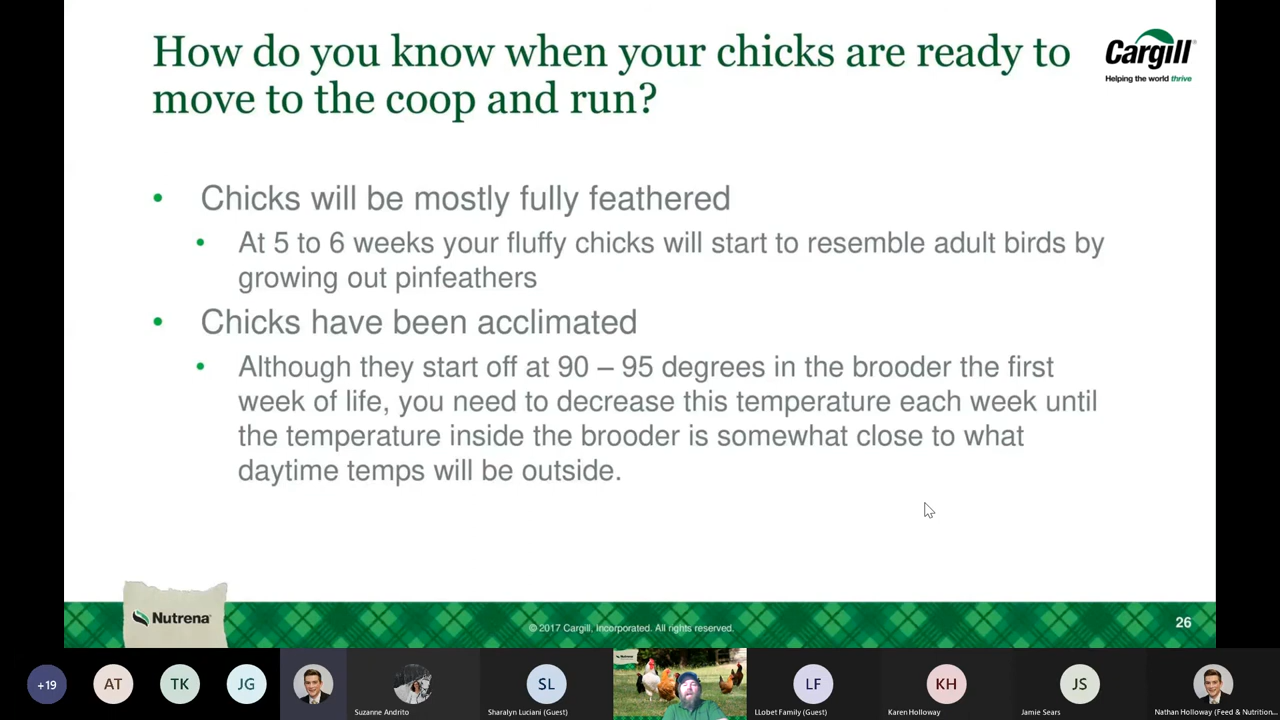 How do you know when your chicks are ready to
move to the coop and run?
Cargill®
Helping the world thrive
• Chicks will be mostly fully feathered
• At 5 to 6 weeks your fluffy chicks will start to resemble adult birds by
growing out pinfeathers
• Chicks have been acclimated
• Although they start off at 90 – 95 degrees in the brooder the first
week of life, you need to decrease this temperature each week until
the temperature inside the brooder is somewhat close to what
daytime temps will be outside.
Nutrena®
© 2017 Cargill, Incorporated. All rights reserved.
26
+19
AT
TK
JG
Suzanne Andrito
SL
Sharalyn Luciani (Guest)
Nutrena
LF
LLobet Family (Guest)
KH
Karen Holloway
JS
Jamie Sears
Nathan Holloway (Feed & Nutrition...